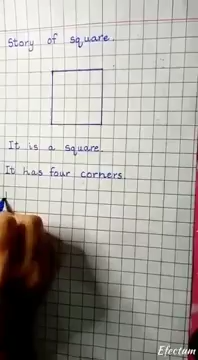 Story of square.
It is a square.
It has four corners.
Efectum